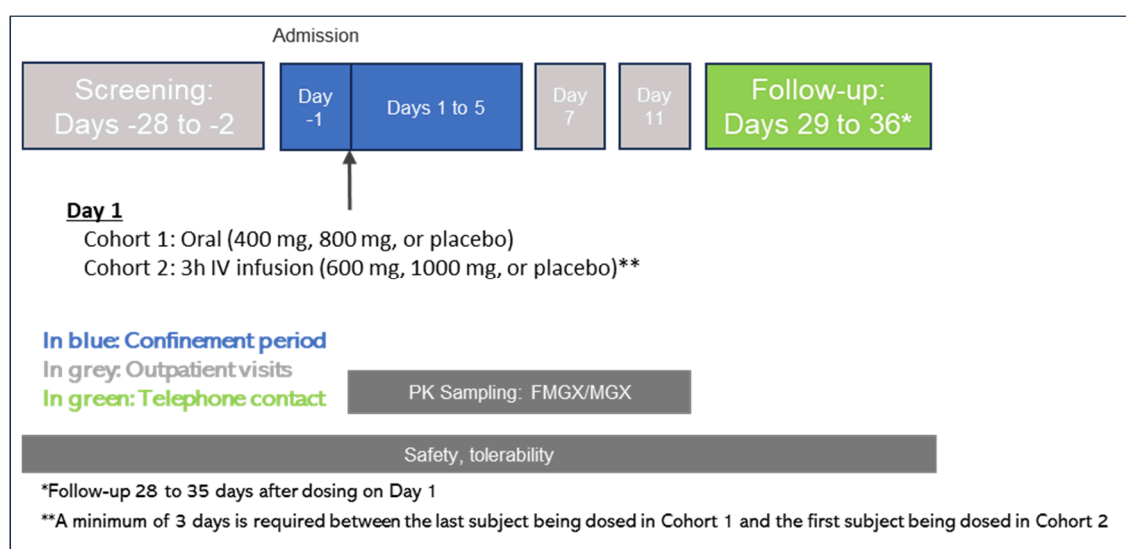 Admission
Screening:
Days -28 to -2
Day
-1
Days 1 to 5
Day
7
Day
11
Follow-up:
Days 29 to 36*
Day 1
Cohort 1: Oral (400 mg, 800 mg, or placebo)
Cohort 2: 3h IV infusion (600 mg, 1000 mg, or placebo)**
In blue: Confinement period
In grey: Outpatient visits
In green: Telephone contact
PK Sampling: FMGX/MGX
Safety, tolerability
*Follow-up 28 to 35 days after dosing on Day 1
**A minimum of 3 days is required between the last subject being dosed in Cohort 1 and the first subject being dosed in Cohort 2